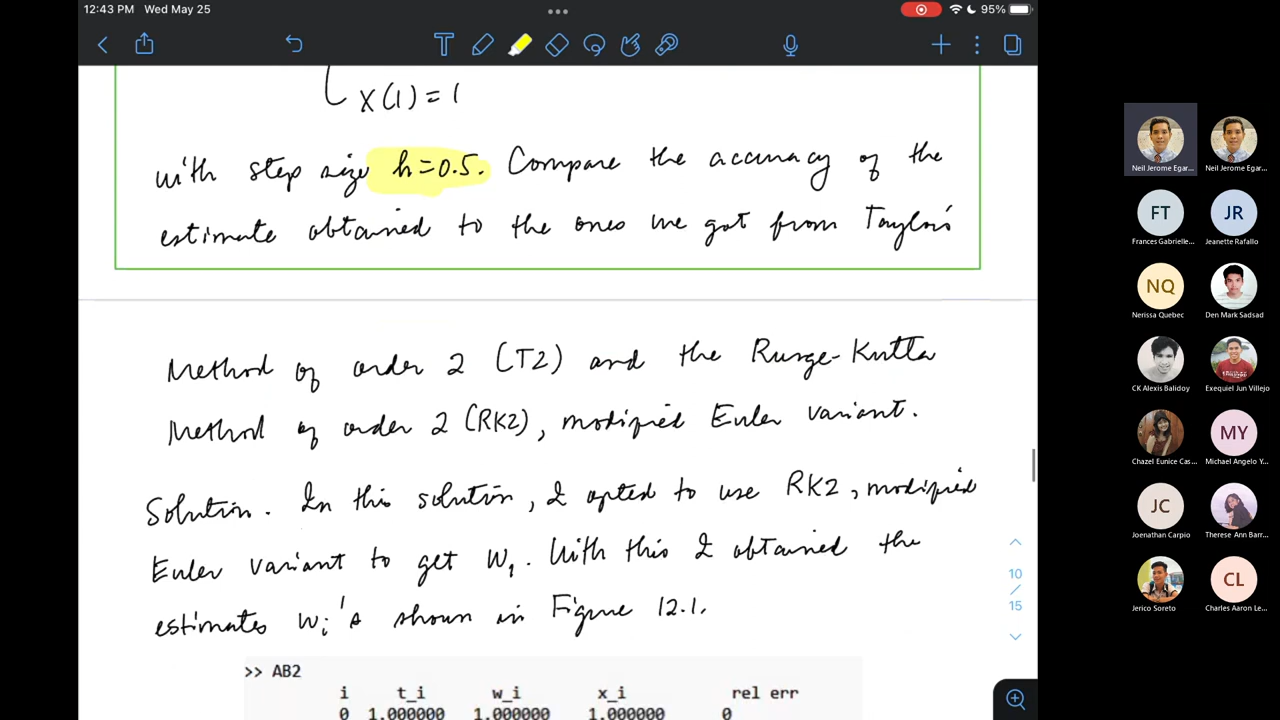 12:43 PM Wed May 25
95%
X(1) = 1
with step size h=0.5. Compare the accuracy of the
estimate obtained to the ones we got from Taylor's
Method of order 2 (T2) and the Runge-Kutta
Method of order 2 (RK2), modified Euler variant.
Solution. In this solution, I opted to use RK2, modified
Euler variant to get W₁. With this I obtained the
estimates wᵢ's shown in Figure 12.1.
>> AB2
i t_i w_i x_i rel err
0 1.000000 1.000000 1.000000 0
10
/
15
Neil Jerome Egar... Neil Jerome Egar...
FT JR
Frances Gabrielle... Jeanette Rafallo
NQ
Nerissa Quebec Den Mark Sadsad
CK Alexis Balidoy Exequiel Jun Villejo
MY
Chazel Eunice Cas... Michael Angelo Y...
JC
Joenathan Carpio Therese Ann Barr...
CL
Jerico Soreto Charles Aaron Le...